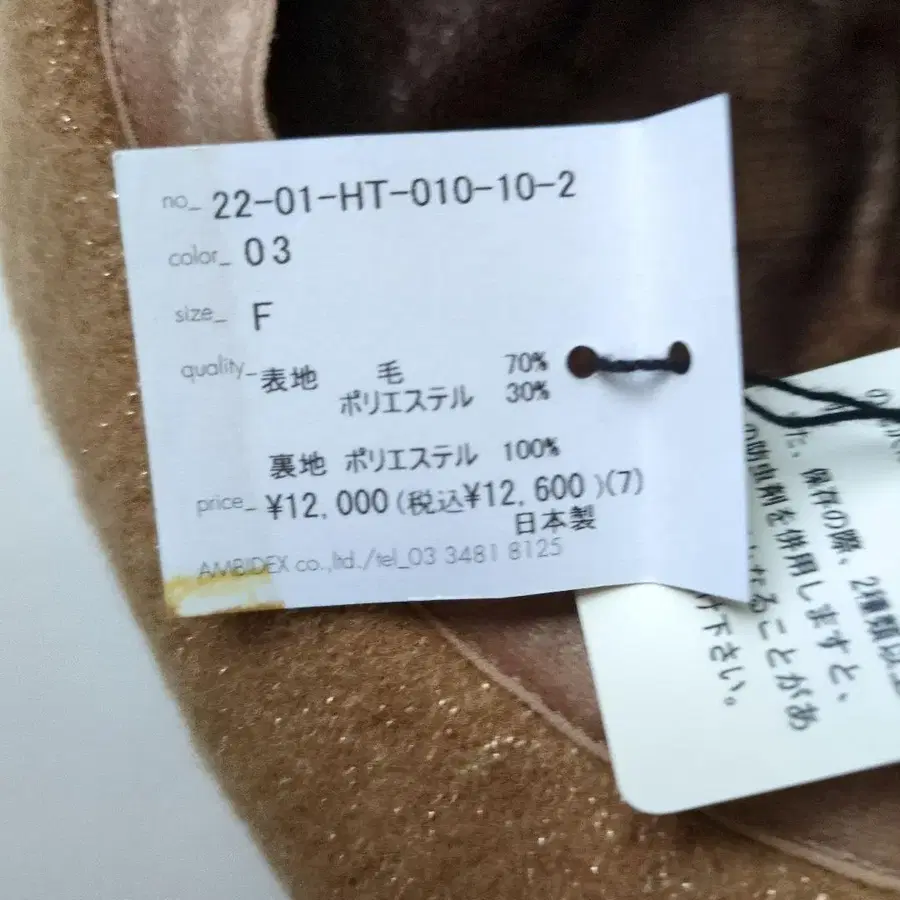 no_ 22-01-HT-010-10-2
color_ 03
size_ F
quality_ 表地 毛 70%
ポリエステル 30%
裏地 ポリエステル 100%
price_ ¥12,000(税込¥12,600)(7)
日本製
AMBIDEX co.,ltd./tel_03 3481 8125
2種類以上
た、保存の際、
の防虫剤を併用しますと、
なることがあ
下さい。